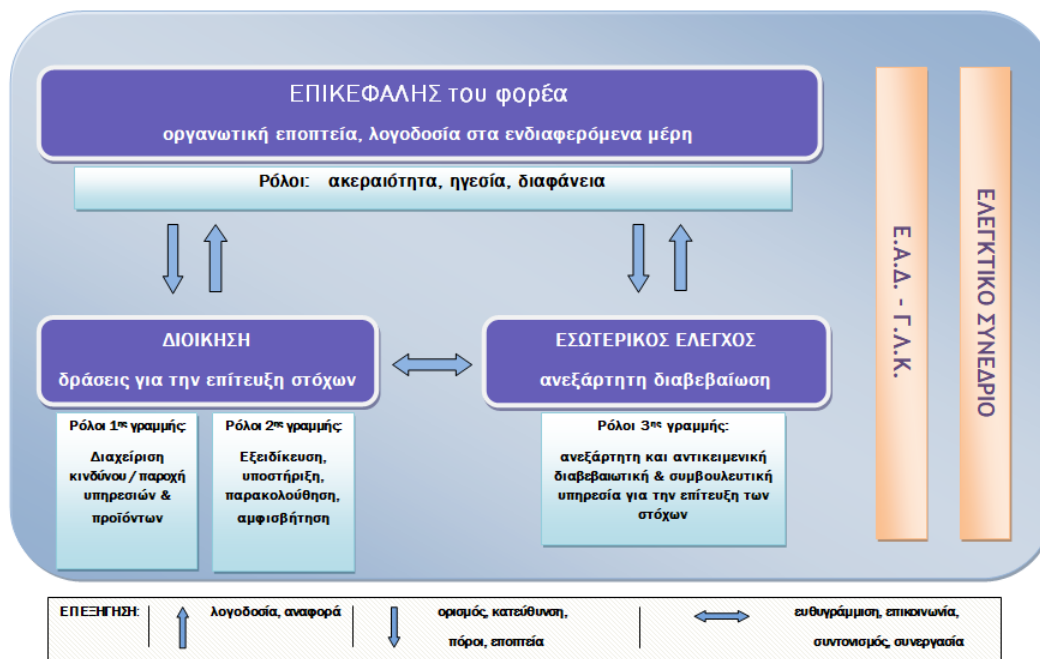 ΕΠΙΚΕΦΑΛΗΣ του φορέα
οργανωτική εποπτεία, λογοδοσία στα ενδιαφερόμενα μέρη
Ρόλοι: ακεραιότητα, ηγεσία, διαφάνεια
ΔΙΟΙΚΗΣΗ
δράσεις για την επίτευξη στόχων
Ρόλοι 1ης γραμμής:
Διαχείριση
κινδύνου / παροχή
υπηρεσιών &
προϊόντων
Ρόλοι 2ης γραμμής:
Εξειδίκευση,
υποστήριξη,
παρακολούθηση,
αμφισβήτηση
ΕΣΩΤΕΡΙΚΟΣ ΕΛΕΓΧΟΣ
ανεξάρτητη διαβεβαίωση
Ρόλοι 3ης γραμμής:
ανεξάρτητη και αντικειμενική
διαβεβαιωτική & συμβουλευτική
υπηρεσία για την επίτευξη των
στόχων
Ε.Α.Δ. - Γ.Λ.Κ.
ΕΛΕΓΚΤΙΚΟ ΣΥΝΕΔΡΙΟ
ΕΠΕΞΗΓΗΣΗ:
λογοδοσία, αναφορά
ορισμός, κατεύθυνση,
πόροι, εποπτεία
ευθυγράμμιση, επικοινωνία,
συντονισμός, συνεργασία